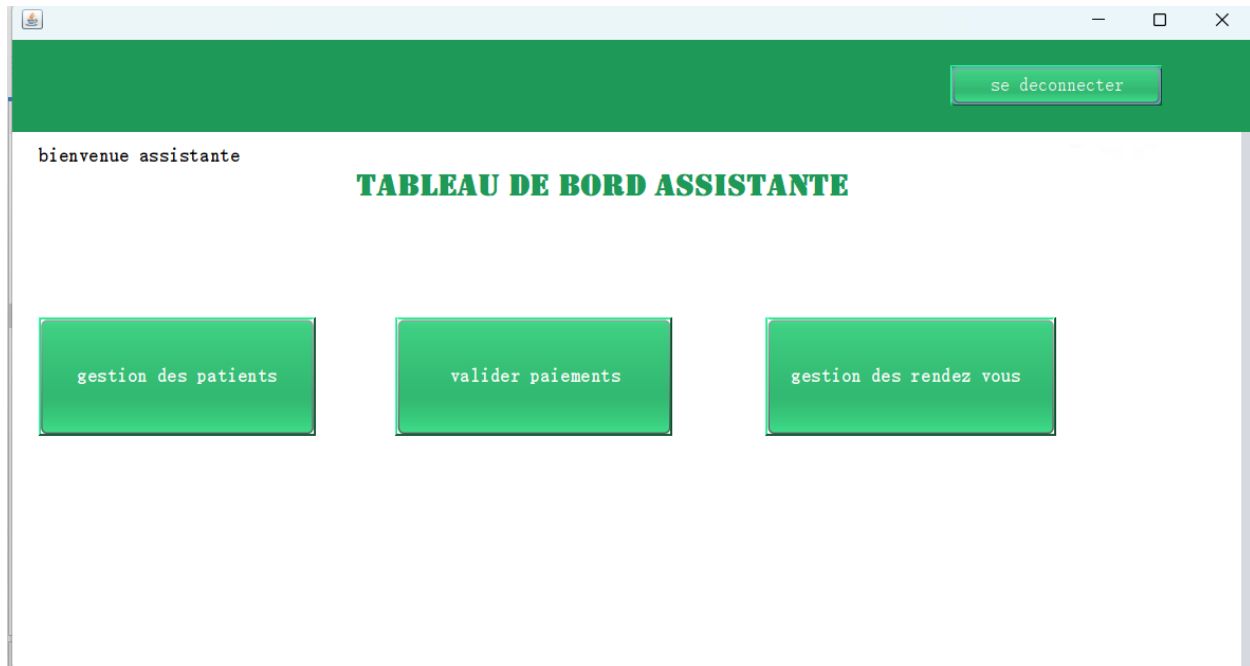 se deconnecter
bienvenue assistante
TABLEAU DE BORD ASSISTANTE
gestion des patients
valider paiements
gestion des rendez vous